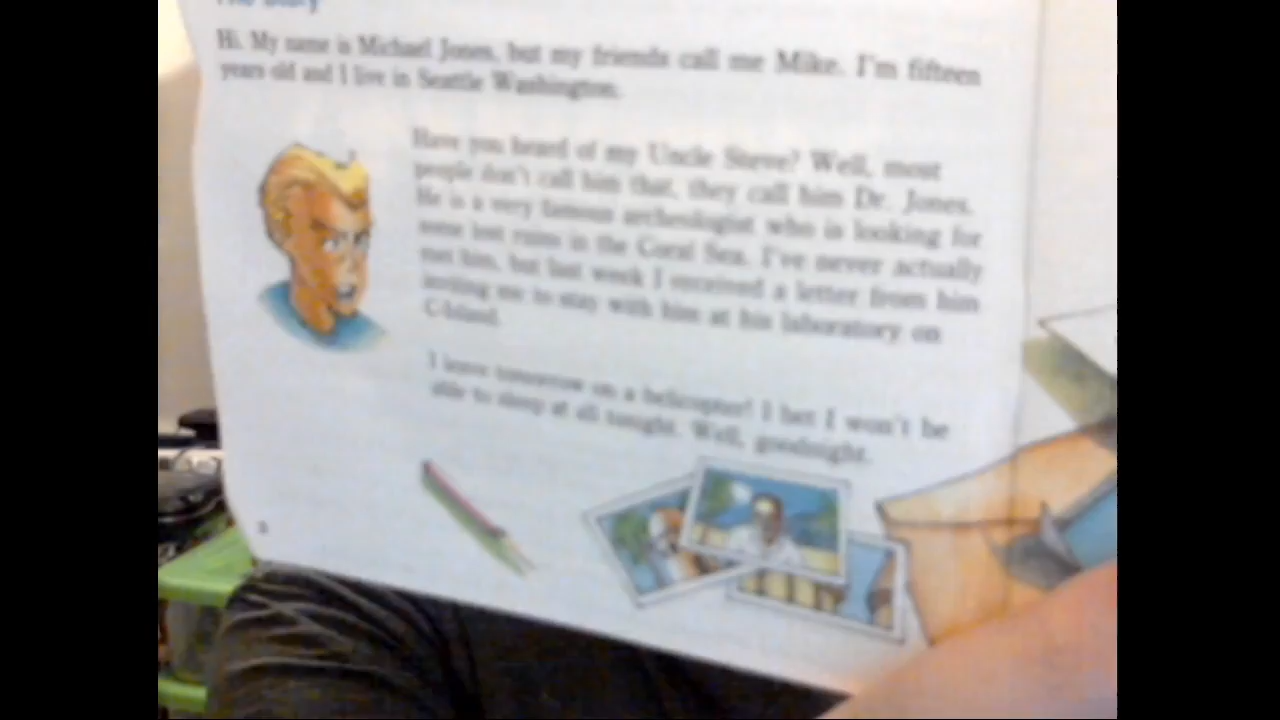 The Story
Hi. My name is Michael Jones, but my friends call me Mike. I'm fifteen
years old and I live in Seattle Washington.
Have you heard of my Uncle Steve? Well, most
people don't call him that, they call him Dr. Jones.
He is a very famous archeologist who is looking for
some lost ruins in the Coral Sea. I've never actually
met him, but last week I received a letter from him
inviting me to stay with him at his laboratory on
C-Island.
I leave tomorrow on a helicopter! I bet I won't be
able to sleep at all tonight. Well, goodnight.